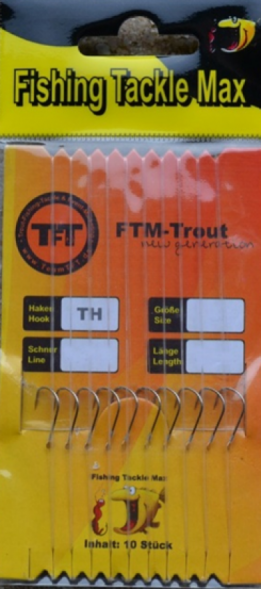 Fishing Tackle Max
TFT
FTM-Trout
new generation
Haken
Hook
TH
Größe
Size
Schnur
Line
Länge
Length
Fishing Tackle Max
Inhalt: 10 Stück